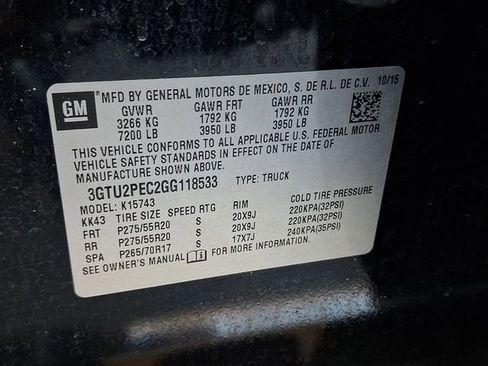 GM
MFD BY GENERAL MOTORS DE MEXICO, S. DE R.L. DE C.V. 10/15
GVWR GAWR FRT GAWR RR
3266 KG 1792 KG 1792 KG
7200 LB 3950 LB 3950 LB
THIS VEHICLE CONFORMS TO ALL APPLICABLE U.S. FEDERAL MOTOR
VEHICLE SAFETY, BUMPER, AND THEFT PREVENTION STANDARDS
IN EFFECT ON THE DATE OF MANUFACTURE SHOWN ABOVE.
3GTU2PEC2GG118533 TYPE: TRUCK
MODEL: K15743
KK43 TIRE SIZE SPEED RTG RIM COLD TIRE PRESSURE
FRT P275/55R20 S 20X9J 220KPA(32PSI)
RR P275/55R20 S 20X9J 220KPA(32PSI)
SPA P265/70R17 S 17X7J 240KPA(35PSI)
SEE OWNER'S MANUAL FOR MORE INFORMATION.